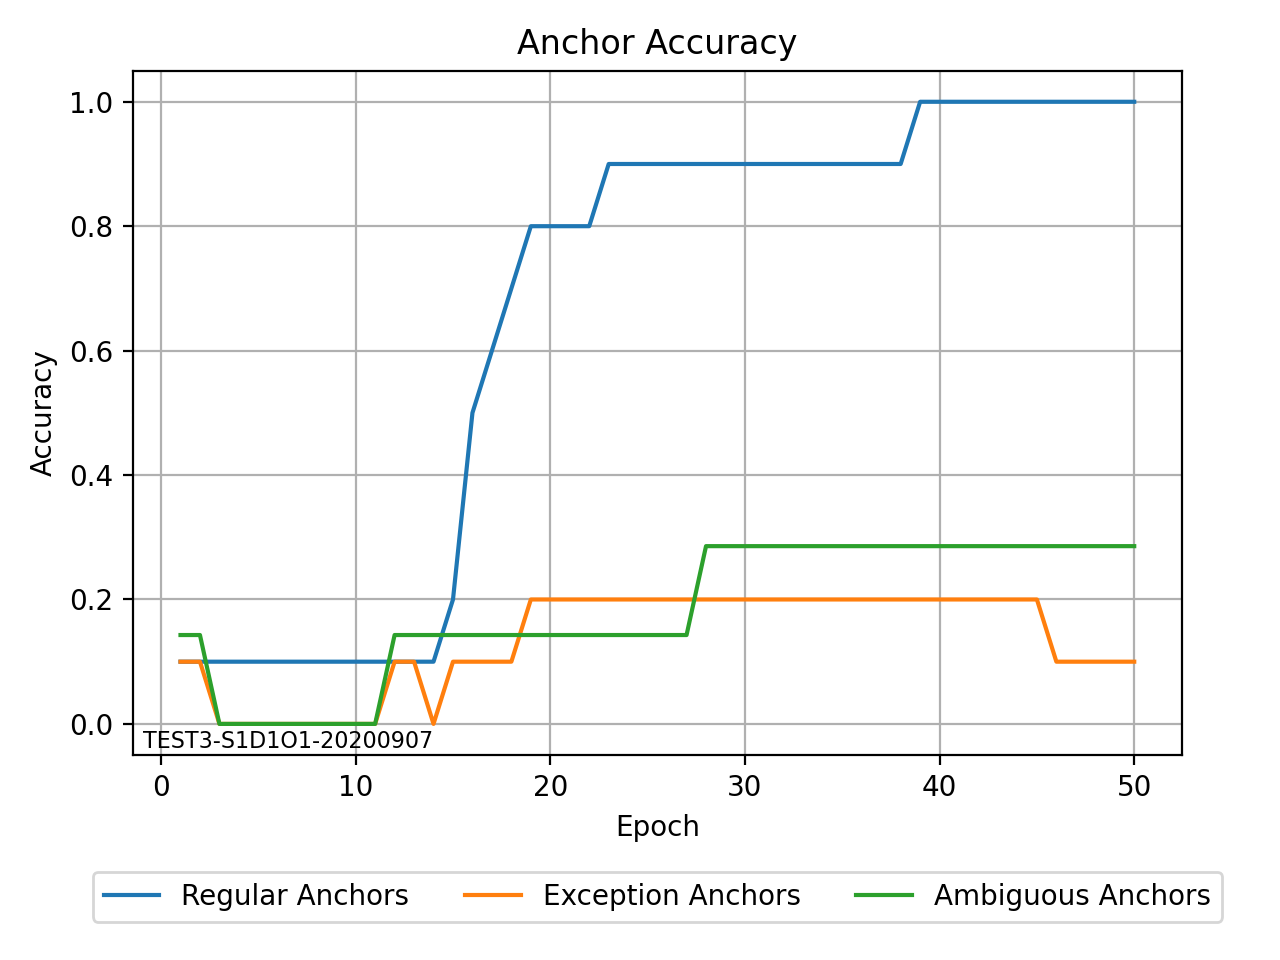 Anchor Accuracy
Accuracy
1.0
0.8
0.6
0.4
0.2
0.0
TEST3-S1D1O1-20200907
0 10 20 30 40 50
Epoch
Regular Anchors Exception Anchors Ambiguous Anchors